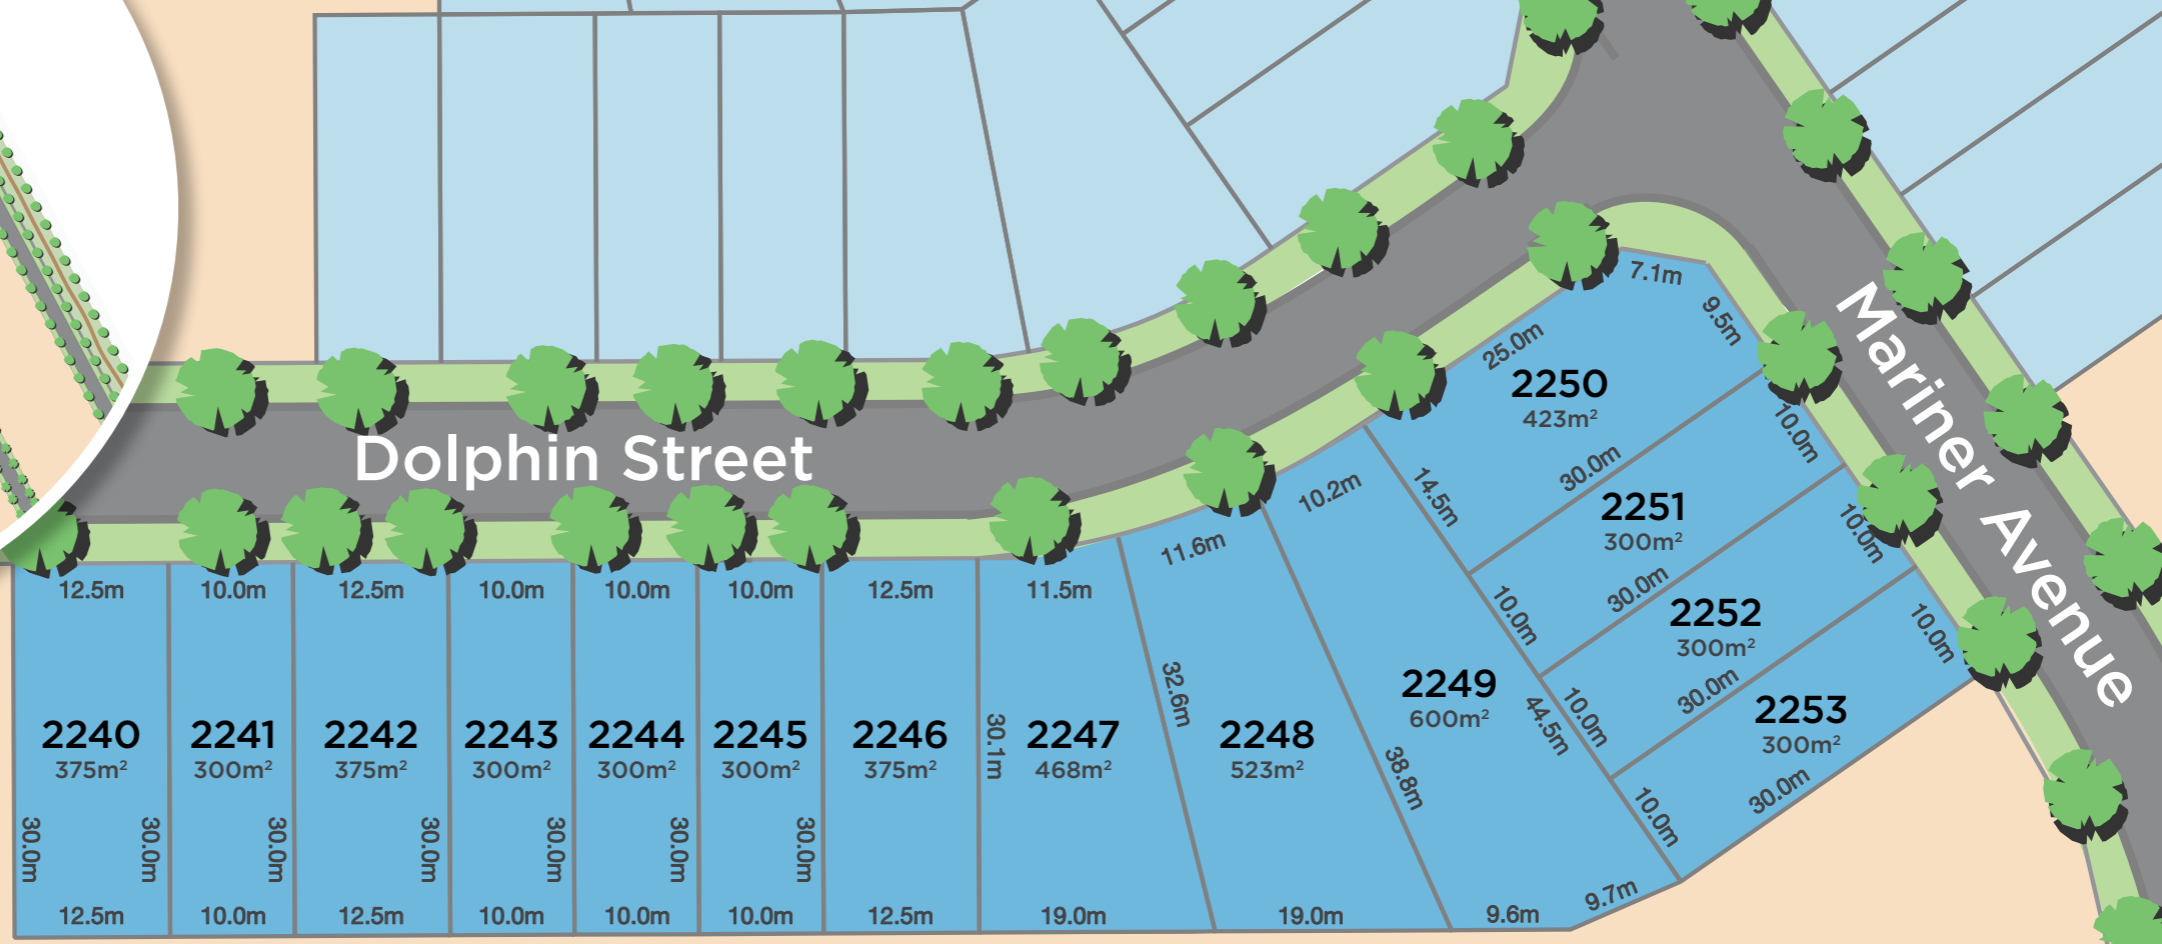 Dolphin Street
Mariner Avenue
7.1m
9.5m
25.0m
2250
423m²
10.0m
30.0m
14.5m
10.2m
2251
300m²
10.0m
30.0m
10.0m
2252
300m²
10.0m
30.0m
10.0m
2253
300m²
10.0m
30.0m
11.6m
2249
600m²
44.5m
38.8m
9.6m
9.7m
12.5m
10.0m
12.5m
10.0m
10.0m
10.0m
12.5m
11.5m
32.6m
30.1m
2240
2241
2242
2243
2244
2245
2246
2247
2248
375m²
300m²
375m²
300m²
300m²
300m²
375m²
468m²
523m²
30.0m
30.0m
30.0m
30.0m
30.0m
30.0m
30.0m
12.5m
10.0m
12.5m
10.0m
10.0m
10.0m
12.5m
19.0m
19.0m